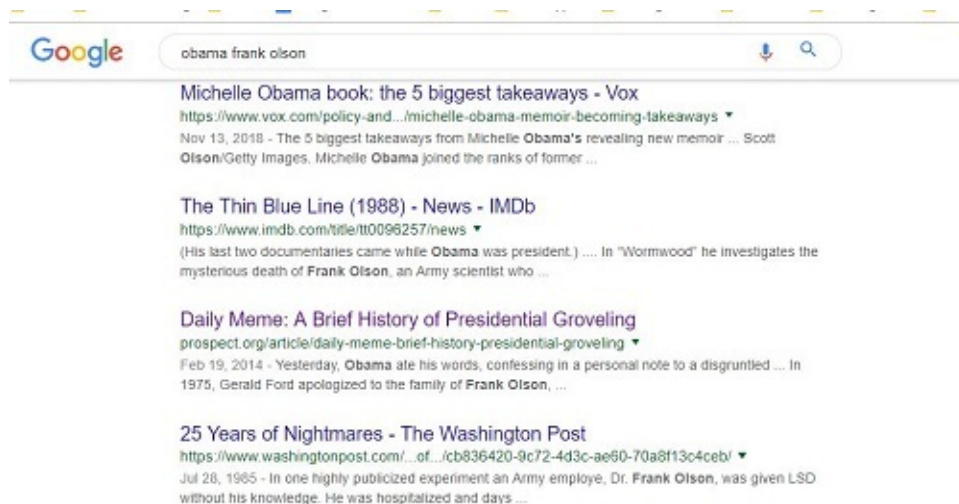 Google
obama frank olson
Michelle Obama book: the 5 biggest takeaways - Vox
https://www.vox.com/policy-and.../michelle-obama-memoir-becoming-takeaways
Nov 13, 2018 - The 5 biggest takeaways from Michelle Obama's revealing new memoir ... Scott
Olson/Getty Images. Michelle Obama joined the ranks of former ...
The Thin Blue Line (1988) - News - IMDb
https://www.imdb.com/title/tt0096257/news
(His last two documentaries came while Obama was president.) .... In "Wormwood" he investigates the
mysterious death of Frank Olson, an Army scientist who ...
Daily Meme: A Brief History of Presidential Groveling
prospect.org/article/daily-meme-brief-history-presidential-groveling
Feb 19, 2014 - Yesterday, Obama ate his words, confessing in a personal note to a disgruntled ... In
1975, Gerald Ford apologized to the family of Frank Olson, ...
25 Years of Nightmares - The Washington Post
https://www.washingtonpost.com/...of.../cb836420-9c72-4d3c-ae60-70a8f13c4ceb/
Jul 28, 1985 - In one highly publicized experiment an Army employe, Dr. Frank Olson, was given LSD
without his knowledge. He was hospitalized and days ...